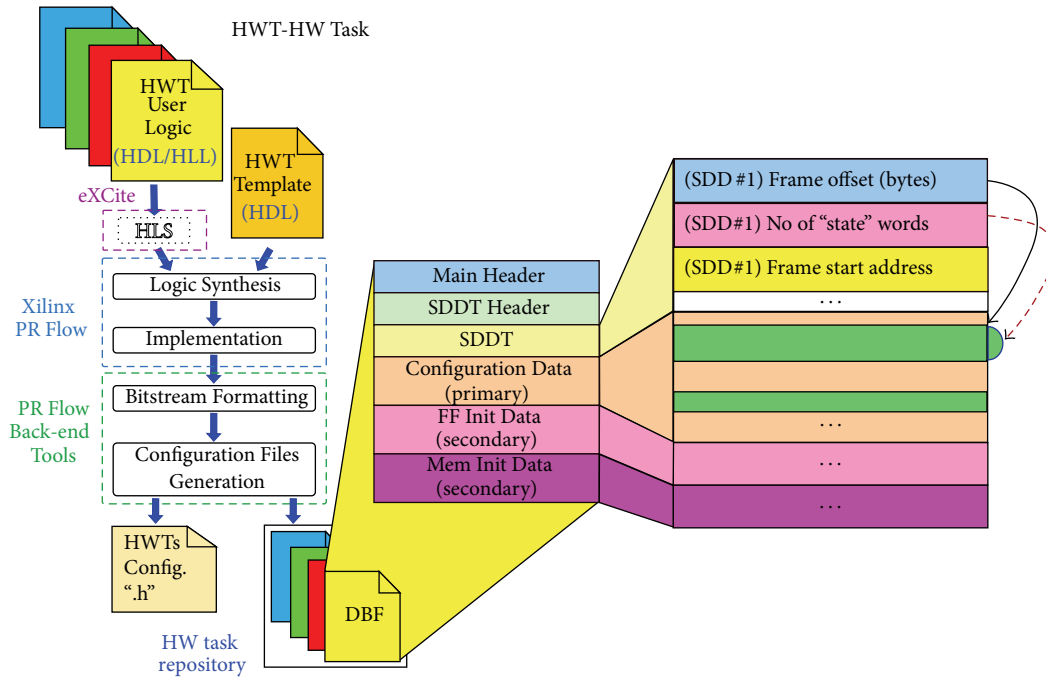 HWT-HW Task
HWT
User
Logic
(HDL/HLL)
HWT
Template
(HDL)
eXCite
HLS
Xilinx
PR Flow
Logic Synthesis
Implementation
PR Flow
Back-end
Tools
Bitstream Formatting
Configuration Files
Generation
HWTs
Config.
“.h”
HW task
repository
DBF
Main Header
SDDT Header
SDDT
Configuration Data
(primary)
FF Init Data
(secondary)
Mem Init Data
(secondary)
(SDD #1) Frame offset (bytes)
(SDD#1) No of “state” words
(SDD#1) Frame start address
...
...
...
...